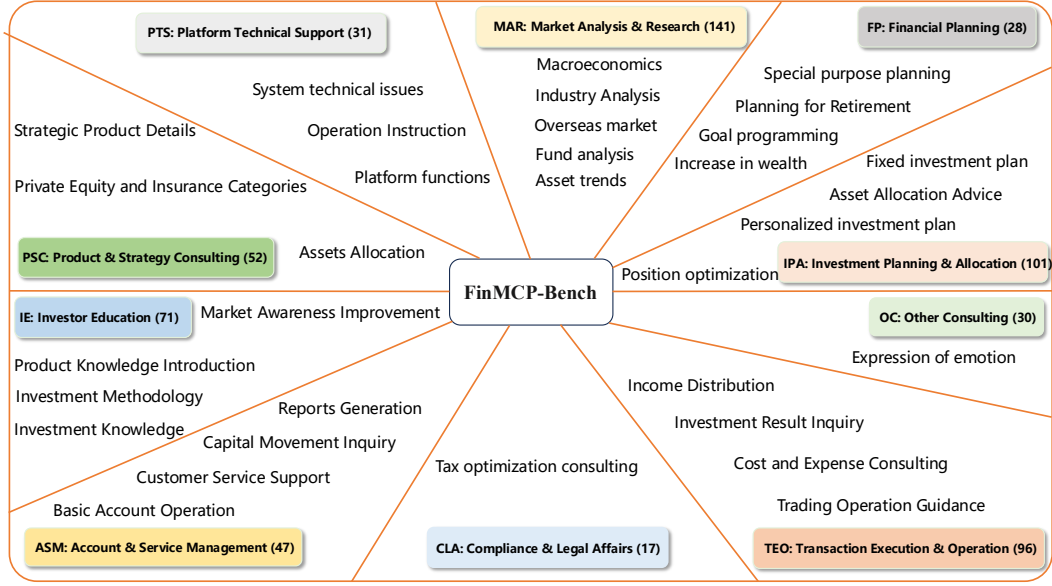 PTS: Platform Technical Support (31)
System technical issues
Operation Instruction
Platform functions
MAR: Market Analysis & Research (141)
Macroeconomics
Industry Analysis
Overseas market
Fund analysis
Asset trends
FP: Financial Planning (28)
Special purpose planning
Planning for Retirement
Goal programming
Increase in wealth
Strategic Product Details
Private Equity and Insurance Categories
Assets Allocation
PSC: Product & Strategy Consulting (52)
Fixed investment plan
Asset Allocation Advice
Personalized investment plan
Position optimization
IPA: Investment Planning & Allocation (101)
FinMCP-Bench
IE: Investor Education (71)
Market Awareness Improvement
Product Knowledge Introduction
Investment Methodology
Investment Knowledge
OC: Other Consulting (30)
Expression of emotion
Reports Generation
Capital Movement Inquiry
Customer Service Support
Basic Account Operation
ASM: Account & Service Management (47)
Tax optimization consulting
CLA: Compliance & Legal Affairs (17)
Income Distribution
Investment Result Inquiry
Cost and Expense Consulting
Trading Operation Guidance
TEO: Transaction Execution & Operation (96)